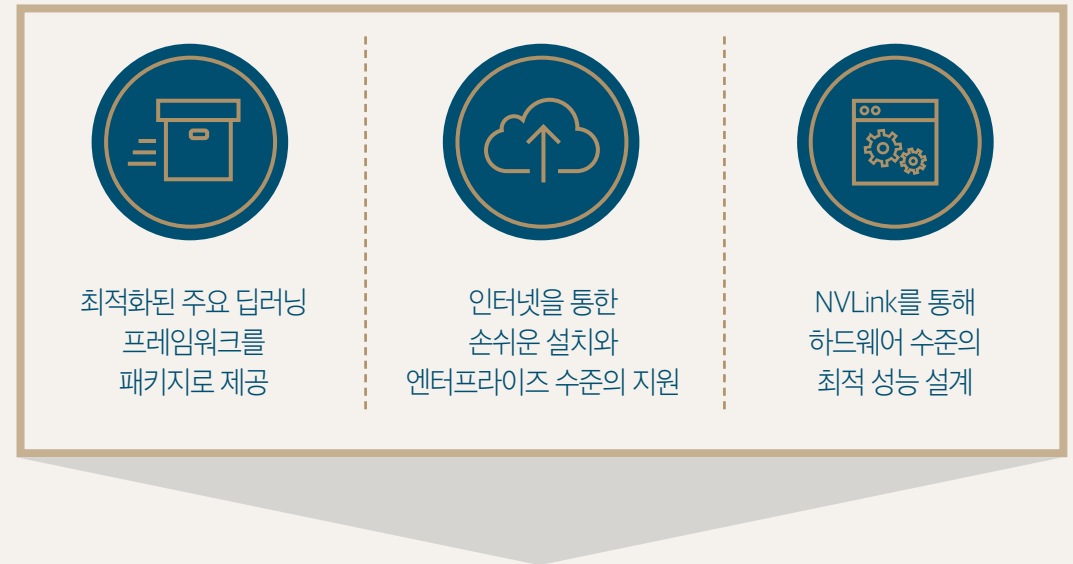 최적화된 주요 딥러닝
프레임워크를
패키지로 제공
인터넷을 통한
손쉬운 설치와
엔터프라이즈 수준의 지원
NVLink를 통해
하드웨어 수준의
최적 성능 설계